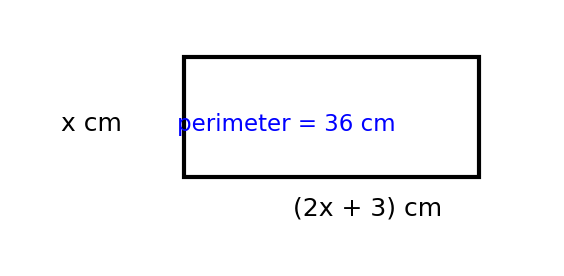 x cm
perimeter = 36 cm
(2x + 3) cm